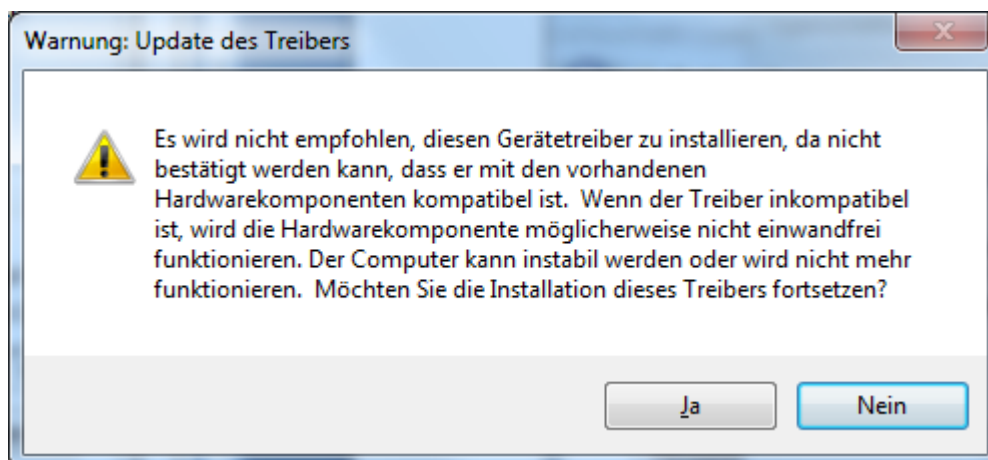 Warnung: Update des Treibers
Es wird nicht empfohlen, diesen Gerätetreiber zu installieren, da nicht
bestätigt werden kann, dass er mit den vorhandenen
Hardwarekomponenten kompatibel ist.  Wenn der Treiber inkompatibel
ist, wird die Hardwarekomponente möglicherweise nicht einwandfrei
funktionieren. Der Computer kann instabil werden oder wird nicht mehr
funktionieren.  Möchten Sie die Installation dieses Treibers fortsetzen?
Ja
Nein